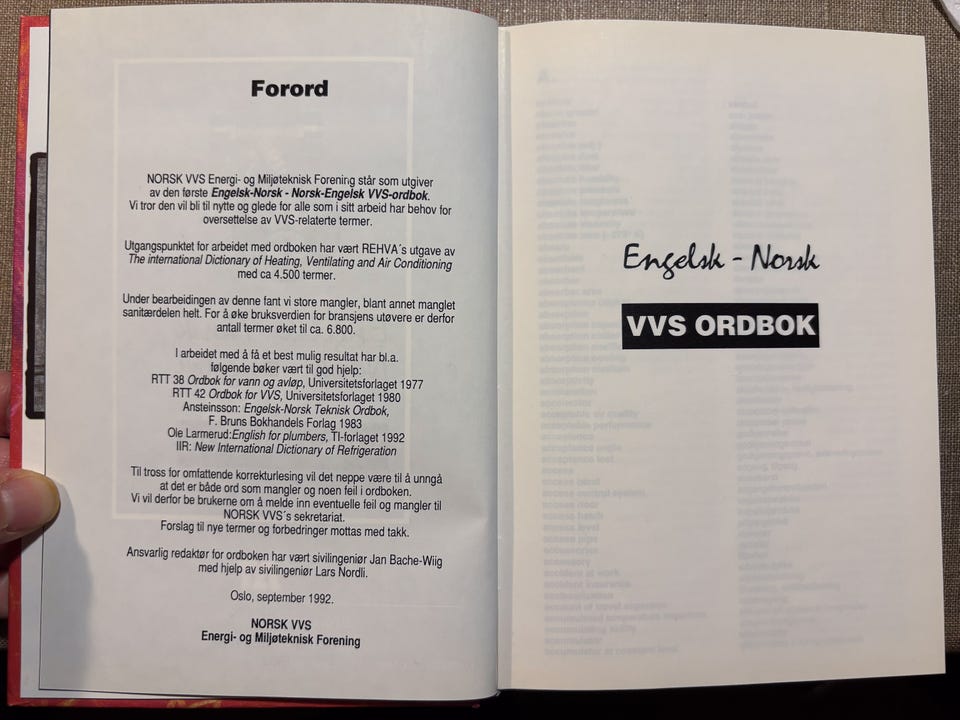 Forord
NORSK VVS Energi- og Miljøteknisk Forening står som utgiver
av den første Engelsk-Norsk - Norsk-Engelsk VVS-ordbok.
Vi tror den vil bli til nytte og glede for alle som i sitt arbeid har behov for
oversettelse av VVS-relaterte termer.
Utgangspunktet for arbeidet med ordboken har vært REHVA´s utgave av
The international Dictionary of Heating, Ventilating and Air Conditioning
med ca 4.500 termer.
Under bearbeidingen av denne fant vi store mangler, blant annet manglet
sanitærdelen helt. For å øke bruksverdien for bransjens utøvere er derfor
antall termer øket til ca. 6.800.
I arbeidet med å få et best mulig resultat har bl.a.
følgende bøker vært til god hjelp:
RTT 38 Ordbok for vann og avløp, Universitetsforlaget 1977
RTT 42 Ordbok for VVS, Universitetsforlaget 1980
Ansteinsson: Engelsk-Norsk Teknisk Ordbok,
F. Bruns Bokhandels Forlag 1983
Ole Larmerud:English for plumbers, TI-forlaget 1992
IIR: New International Dictionary of Refrigeration
Til tross for omfattende korrekturlesing vil det neppe være til å unngå
at det er både ord som mangler og noen feil i ordboken.
Vi vil derfor be brukerne om å melde inn eventuelle feil og mangler til
NORSK VVS´s sekretariat.
Forslag til nye termer og forbedringer mottas med takk.
Ansvarlig redaktør for ordboken har vært sivilingeniør Jan Bache-Wiig
med hjelp av sivilingeniør Lars Nordli.
Oslo, september 1992.
NORSK VVS
Energi- og Miljøteknisk Forening
Engelsk - Norsk
VVS ORDBOK